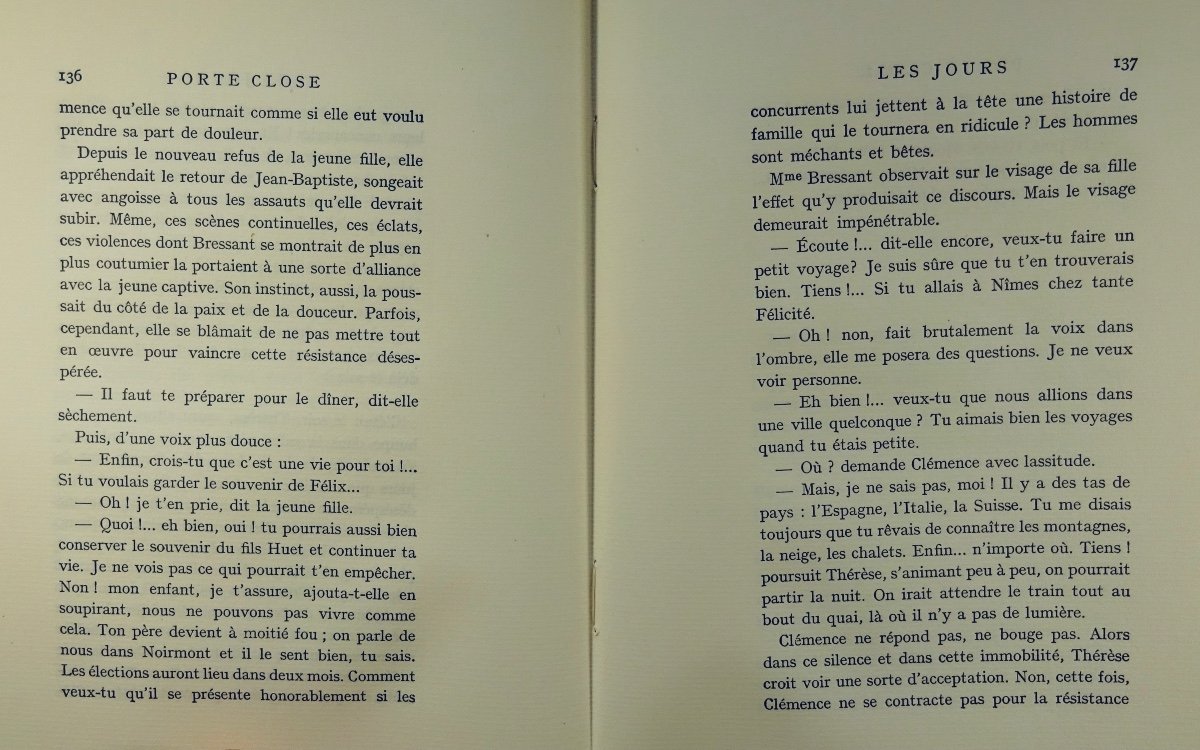 136
PORTE CLOSE
mence qu'elle se tournait comme si elle eut voulu
prendre sa part de douleur.
Depuis le nouveau refus de la jeune fille, elle
appréhendait le retour de Jean-Baptiste, songeait
avec angoisse à tous les assauts qu'elle devrait
subir. Même, ces scènes continuelles, ces éclats,
ces violences dont Bressant se montrait de plus en
plus coutumier la portaient à une sorte d'alliance
avec la jeune captive. Son instinct, aussi, la pous-
sait du côté de la paix et de la douceur. Parfois,
cependant, elle se blâmait de ne pas mettre tout
en œuvre pour vaincre cette résistance déses-
pérée.
— Il faut te préparer pour le dîner, dit-elle
sèchement.
Puis, d'une voix plus douce :
— Enfin, crois-tu que c'est une vie pour toi !...
Si tu voulais garder le souvenir de Félix...
— Oh ! je t'en prie, dit la jeune fille.
— Quoi !... eh bien, oui ! tu pourrais aussi bien
conserver le souvenir du fils Huet et continuer ta
vie. Je ne vois pas ce qui pourrait t'en empêcher.
Non ! mon enfant, je t'assure, ajouta-t-elle en
soupirant, nous ne pouvons pas vivre comme
cela. Ton père devient à moitié fou ; on parle de
nous dans Noirmont et il le sent bien, tu sais.
Les élections auront lieu dans deux mois. Comment
veux-tu qu'il se présente honorablement si les
LES JOURS
137
concurrents lui jettent à la tête une histoire de
famille qui le tournera en ridicule ? Les hommes
sont méchants et bêtes.
Mme Bressant observait sur le visage de sa fille
l'effet qu'y produisait ce discours. Mais le visage
demeurait impénétrable.
— Écoute !... dit-elle encore, veux-tu faire un
petit voyage? Je suis sûre que tu t'en trouverais
bien. Tiens !... Si tu allais à Nîmes chez tante
Félicité.
— Oh ! non, fait brutalement la voix dans
l'ombre, elle me posera des questions. Je ne veux
voir personne.
— Eh bien !... veux-tu que nous allions dans
une ville quelconque ? Tu aimais bien les voyages
quand tu étais petite.
— Où ? demande Clémence avec lassitude.
— Mais, je ne sais pas, moi ! Il y a des tas de
pays : l'Espagne, l'Italie, la Suisse. Tu me disais
toujours que tu rêvais de connaître les montagnes,
la neige, les chalets. Enfin... n'importe où. Tiens !
poursuit Thérèse, s'animant peu à peu, on pourrait
partir la nuit. On irait attendre le train tout au
bout du quai, là où il n'y a pas de lumière.
Clémence ne répond pas, ne bouge pas. Alors
dans ce silence et dans cette immobilité, Thérèse
croit voir une sorte d'acceptation. Non, cette fois,
Clémence ne se contracte pas pour la résistance